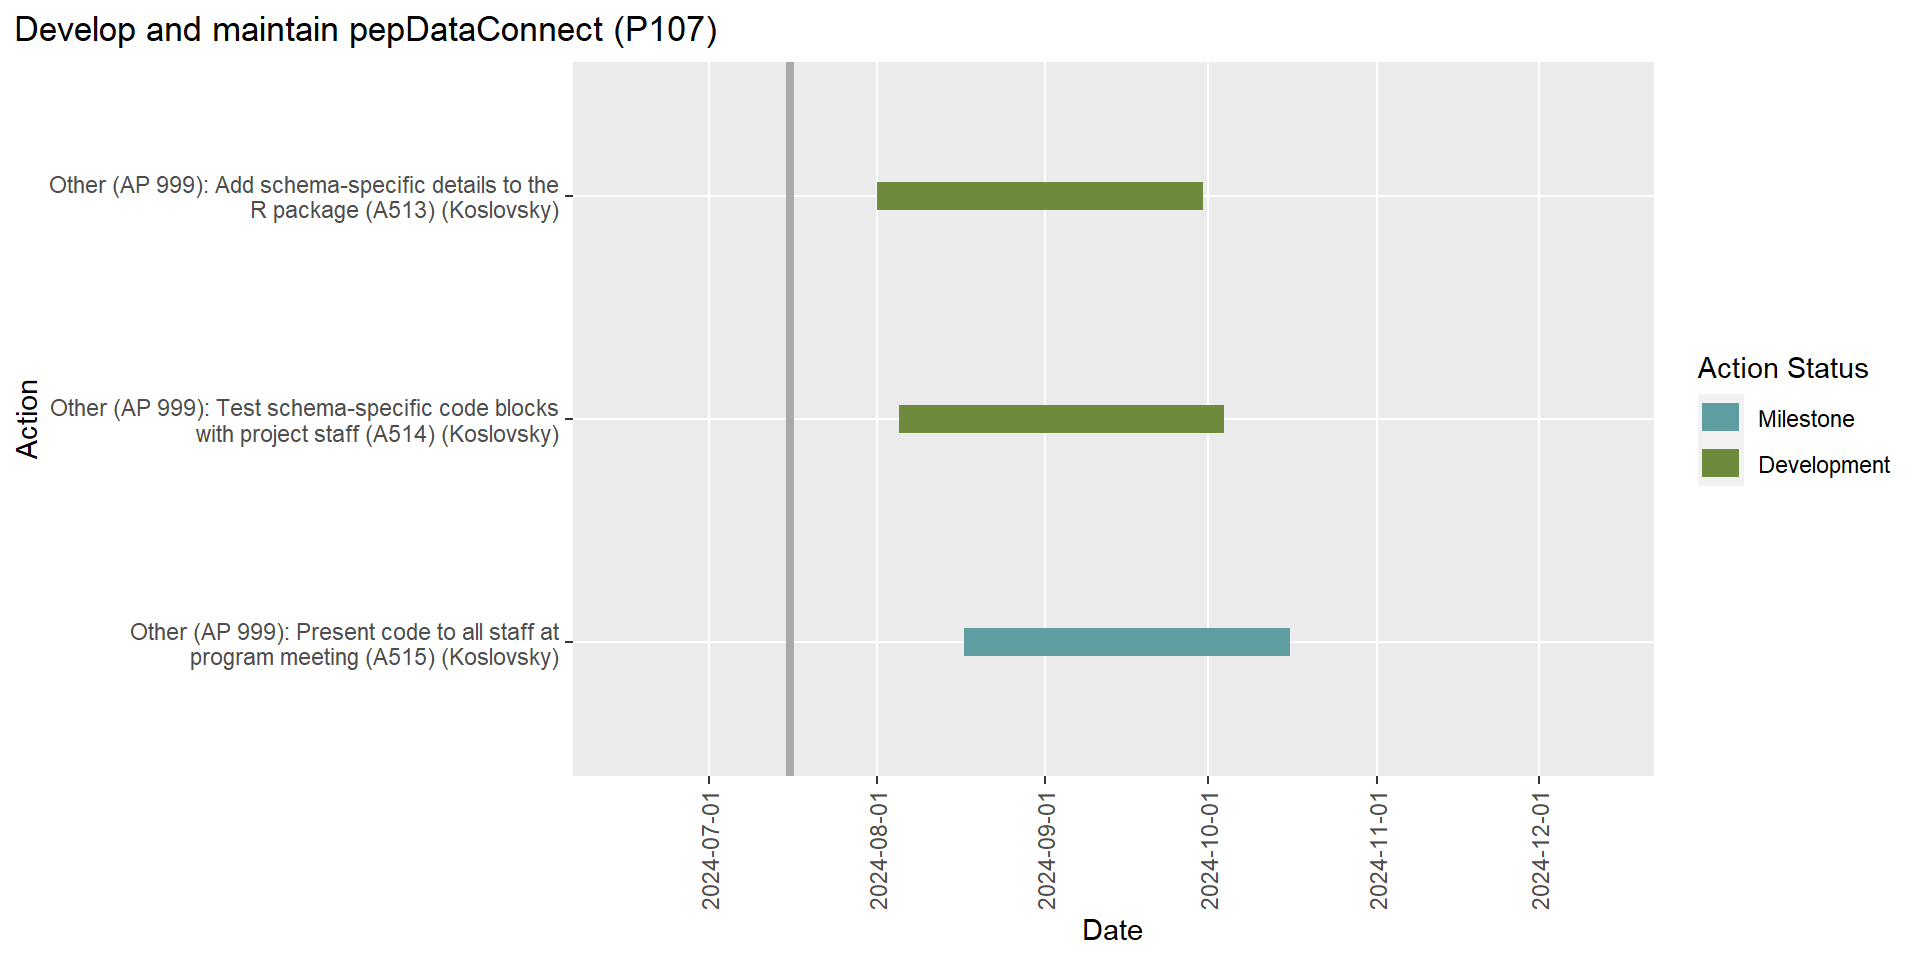 Develop and maintain pepDataConnect (P107)
Action
Other (AP 999): Add schema-specific details to the
R package (A513) (Koslovsky)
Other (AP 999): Test schema-specific code blocks
with project staff (A514) (Koslovsky)
Other (AP 999): Present code to all staff at
program meeting (A515) (Koslovsky)
2024-07-01
2024-08-01
2024-09-01
2024-10-01
2024-11-01
2024-12-01
Date
Action Status
Milestone
Development